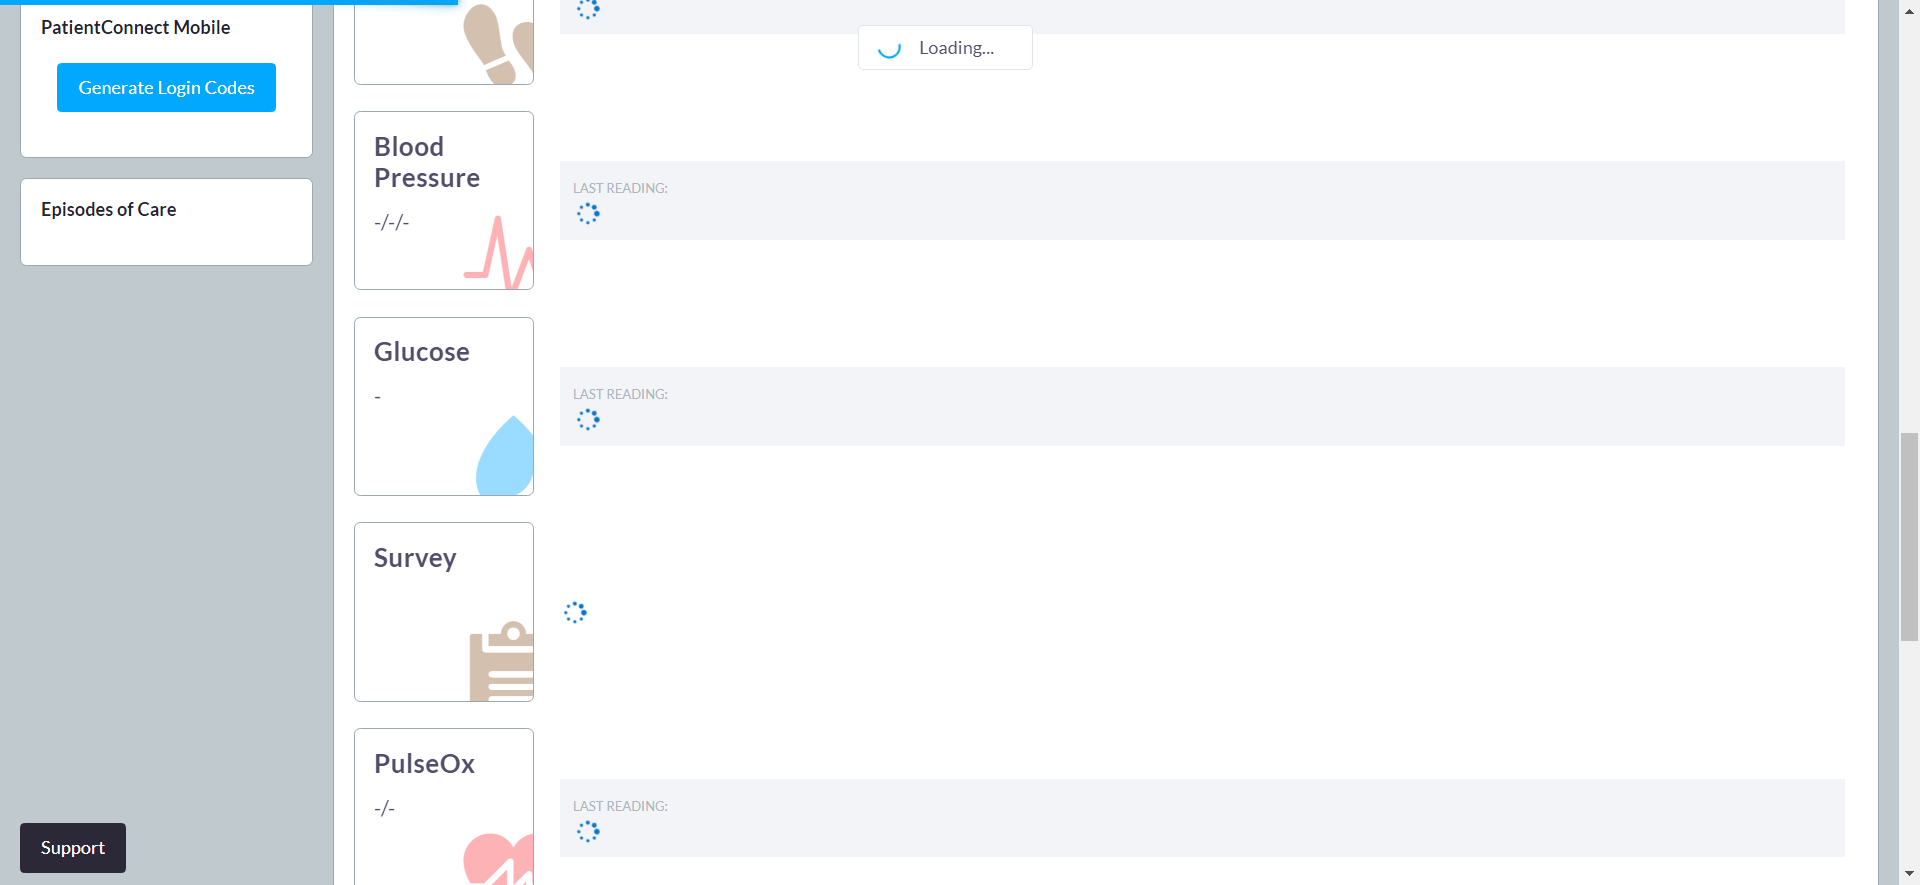 PatientConnect Mobile
Generate Login Codes
Episodes of Care
Support
Loading...
Blood
Pressure
-/-/-
LAST READING:
Glucose
-
LAST READING:
Survey
PulseOx
-/-
LAST READING: